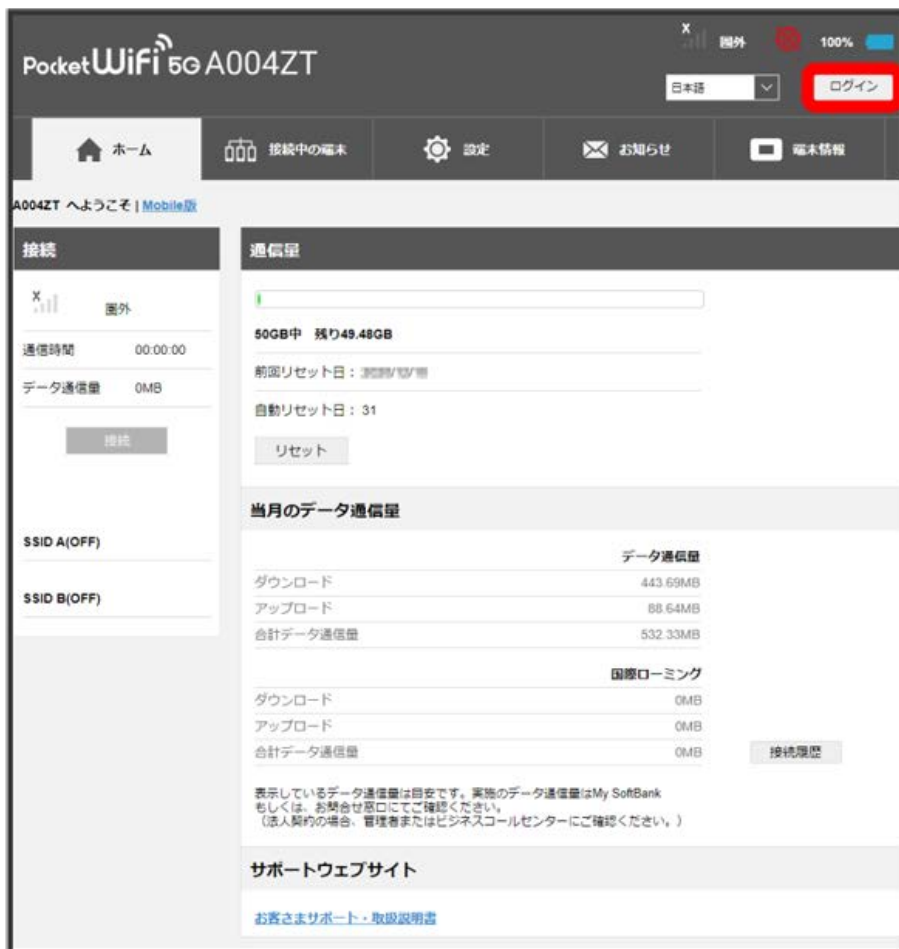 Pocket WiFi 5G A004ZT
圏外
100%
日本語
ログイン
ホーム
接続中の端末
設定
お知らせ
端末情報
A004ZT へようこそ | Mobile版
接続
圏外
通信時間 00:00:00
データ通信量 0MB
接続
SSID A(OFF)
SSID B(OFF)
通信量
50GB中 残り49.48GB
前回リセット日：
自動リセット日： 31
リセット
当月のデータ通信量
データ通信量
ダウンロード 443.69MB
アップロード 88.64MB
合計データ通信量 532.33MB
国際ローミング
ダウンロード 0MB
アップロード 0MB
合計データ通信量 0MB
接続履歴
表示しているデータ通信量は目安です。実施のデータ通信量はMy SoftBank
もしくは、お問合せ窓口にてご確認ください。
（法人契約の場合、管理者またはビジネスコールセンターにご確認ください。）
サポートウェブサイト
お客さまサポート・取扱説明書